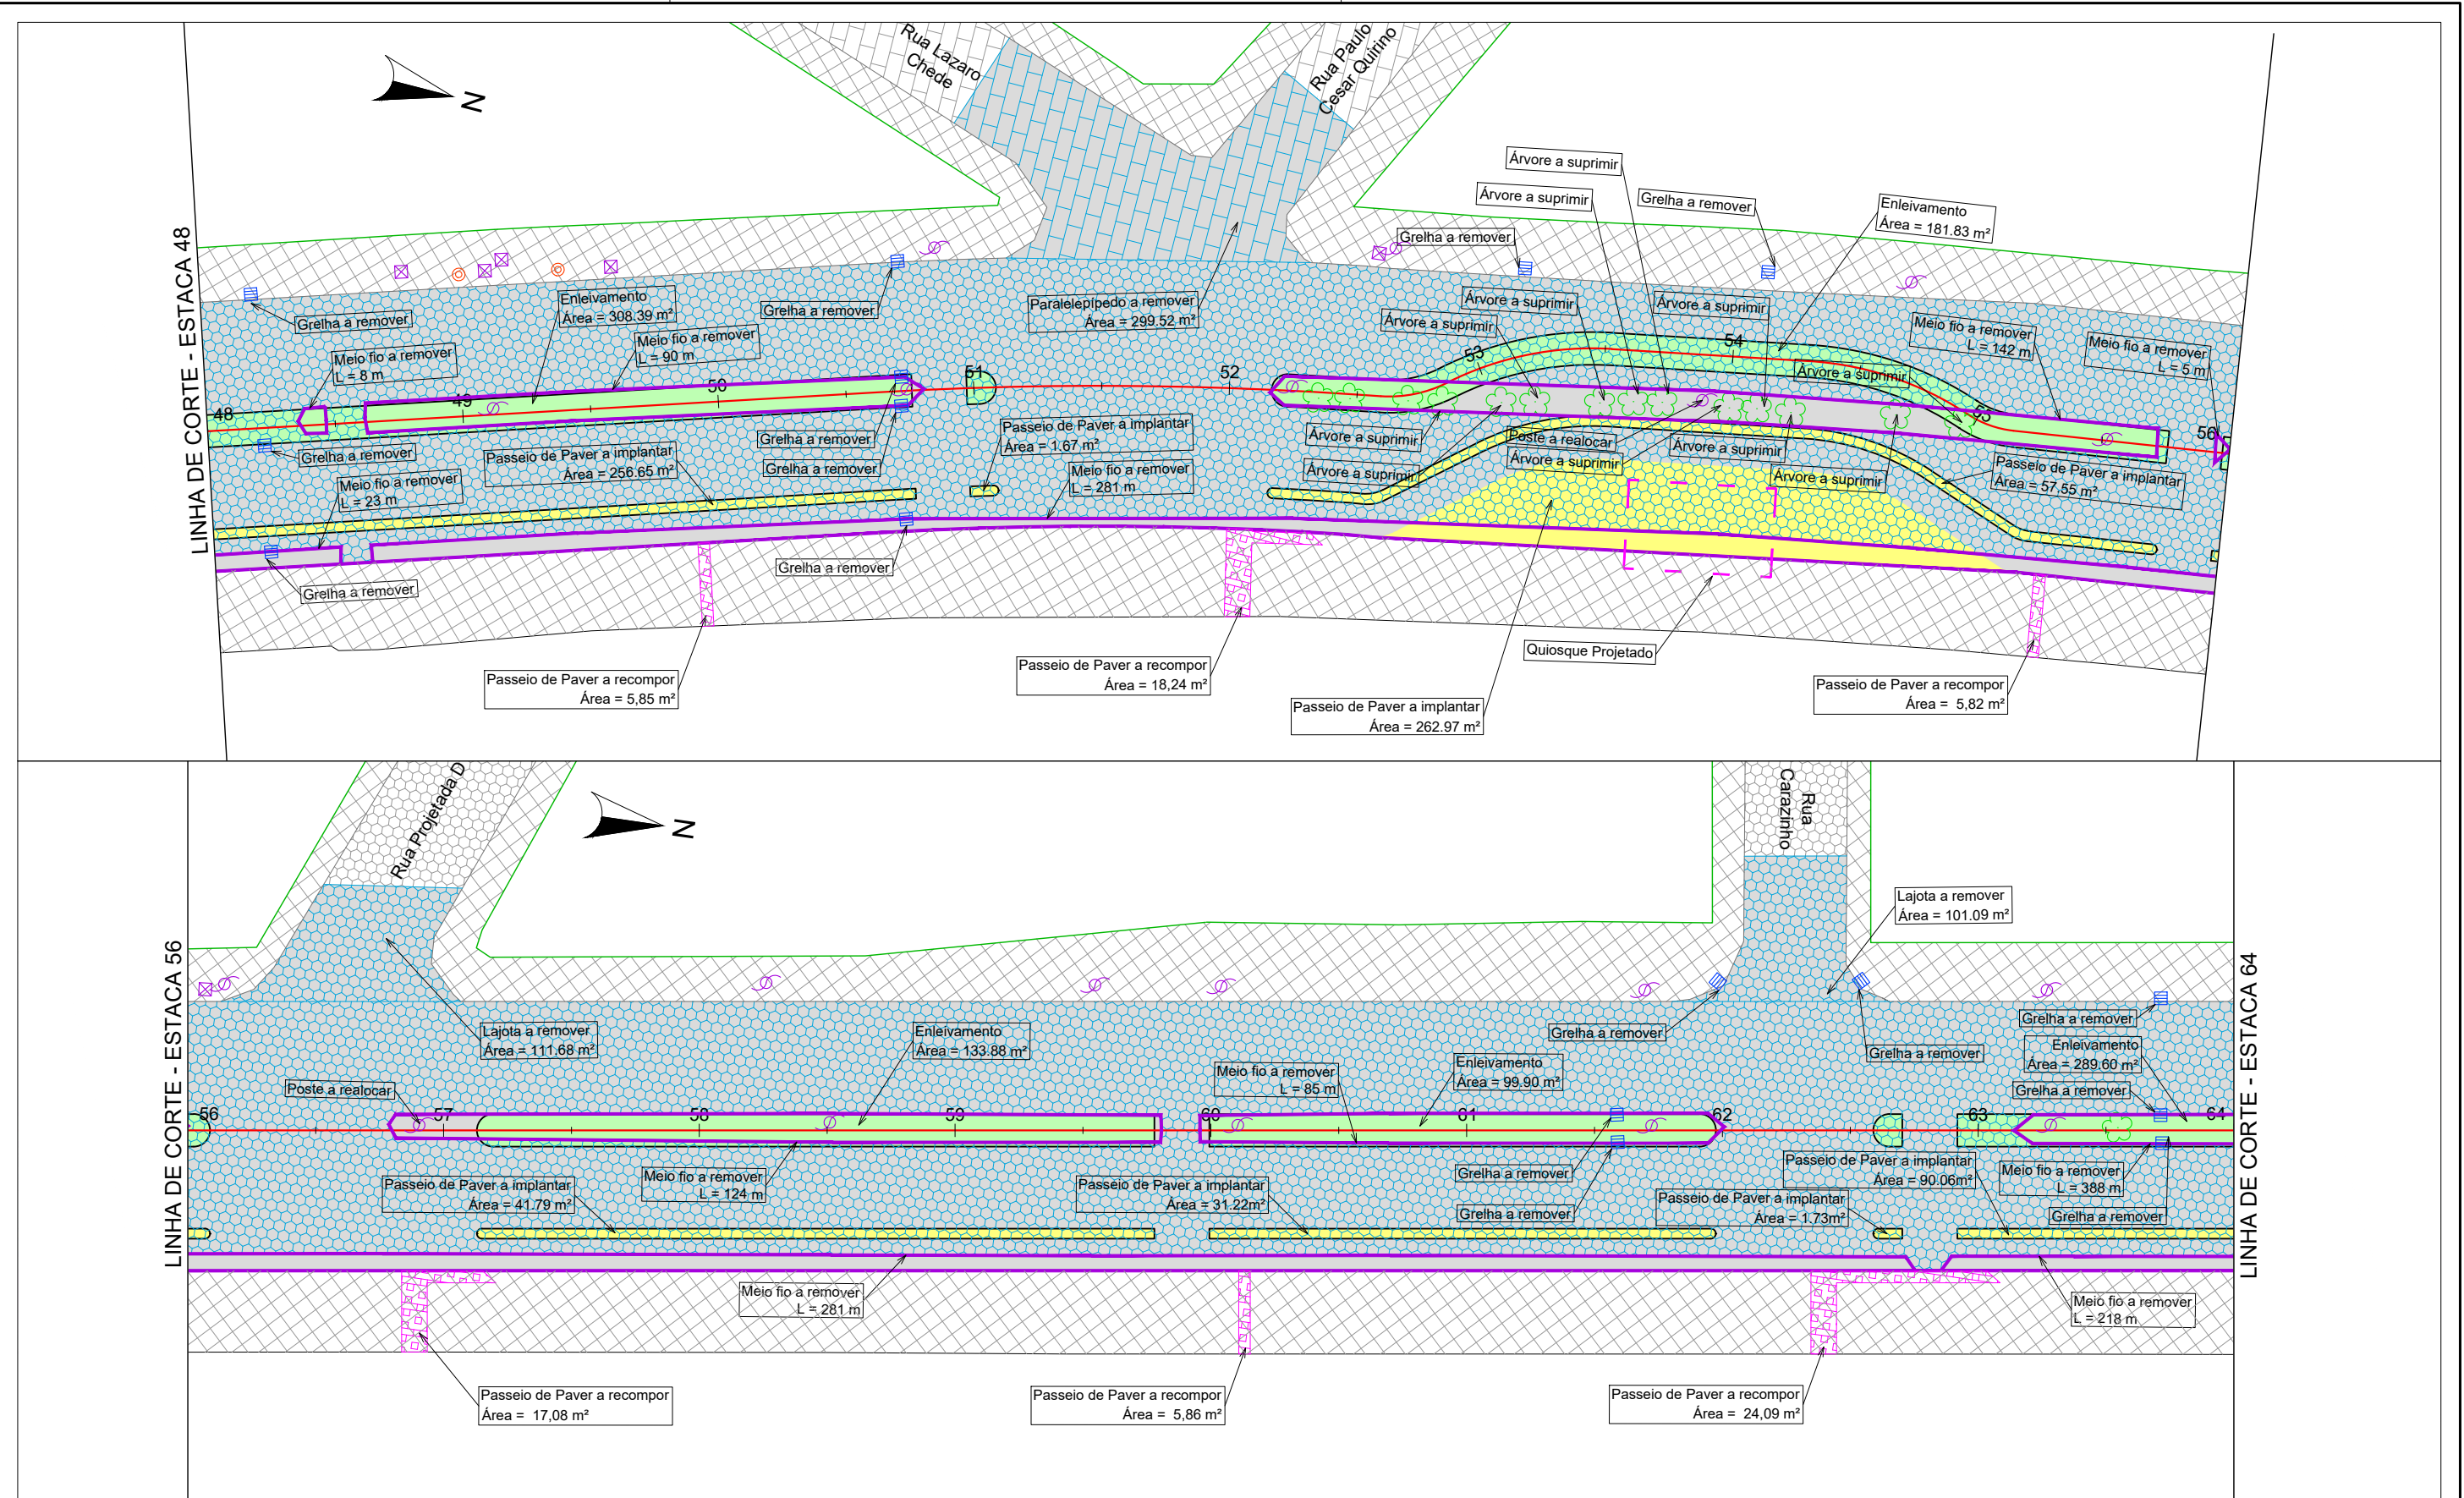 Rua Lazaro
Chede
Rua Paulo
Cesar Quirino
N
LINHA DE CORTE - ESTACA 48
Árvore a suprimir
Árvore a suprimir
Grelha a remover
Enleivamento
Área = 181.83 m²
Grelha a remover
Grelha a remover
Enleivamento
Área = 308.39 m²
Grelha a remover
Paralelepípedo a remover
Área = 299.52 m²
Árvore a suprimir
Árvore a suprimir
Árvore a suprimir
Meio fio a remover
L = 142 m
Meio fio a remover
L = 5 m
Meio fio a remover
L = 8 m
Meio fio a remover
L = 90 m
Árvore a suprimir
48
49
50
51
52
53
54
55
56
Grelha a remover
Meio fio a remover
L = 23 m
Passeio de Paver a implantar
Área = 256.65 m²
Grelha a remover
Grelha a remover
Passeio de Paver a implantar
Área = 1.67 m²
Meio fio a remover
L = 281 m
Árvore a suprimir
Árvore a suprimir
Poste a realocar
Árvore a suprimir
Árvore a suprimir
Árvore a suprimir
Passeio de Paver a implantar
Área = 57,55 m²
Grelha a remover
Grelha a remover
Quiosque Projetado
Passeio de Paver a recompor
Área = 5,85 m²
Passeio de Paver a recompor
Área = 18,24 m²
Passeio de Paver a implantar
Área = 262.97 m²
Passeio de Paver a recompor
Área = 5,82 m²
Rua Projetada D
N
Rua
Carazinho
LINHA DE CORTE - ESTACA 56
LINHA DE CORTE - ESTACA 64
Lajota a remover
Área = 101.09 m²
Lajota a remover
Área = 111.68 m²
Enleivamento
Área = 133.88 m²
Grelha a remover
Grelha a remover
Grelha a remover
Poste a realocar
Meio fio a remover
L = 85 m
Enleivamento
Área = 99.90 m²
Enleivamento
Área = 289.60 m²
Grelha a remover
56
57
58
59
60
61
62
63
64
Passeio de Paver a implantar
Área = 41.79 m²
Meio fio a remover
L = 124 m
Passeio de Paver a implantar
Área = 31.22m²
Grelha a remover
Grelha a remover
Passeio de Paver a implantar
Área = 90.06m²
Passeio de Paver a implantar
Área = 1.73m²
Meio fio a remover
L = 388 m
Grelha a remover
Meio fio a remover
L = 281 m
Meio fio a remover
L = 218 m
Passeio de Paver a recompor
Área = 17,08 m²
Passeio de Paver a recompor
Área = 5,86 m²
Passeio de Paver a recompor
Área = 24,09 m²